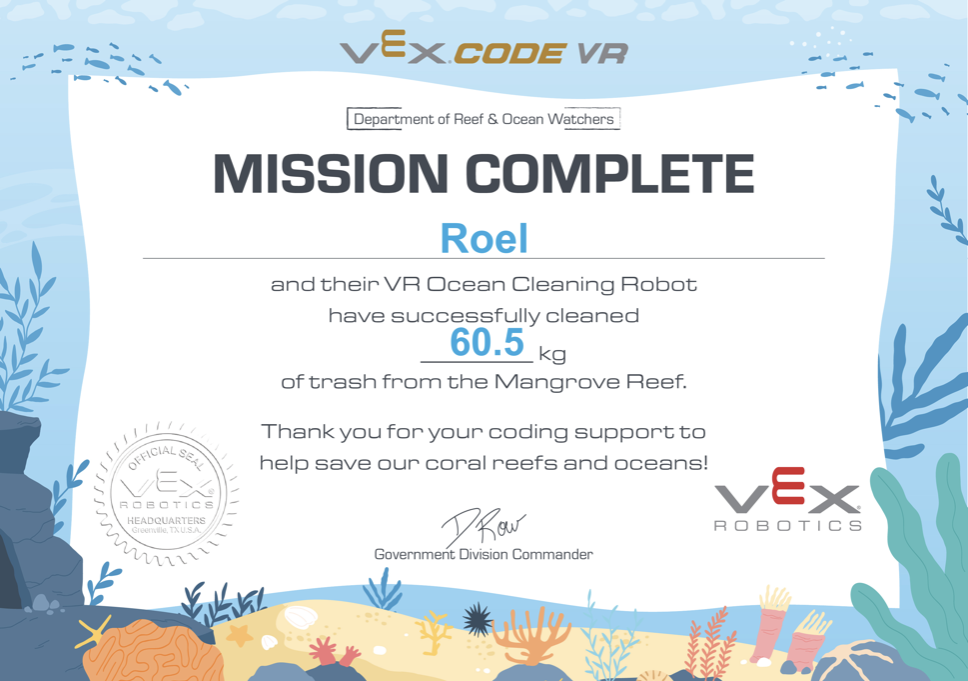 VEX CODE VR
Department of Reef & Ocean Watchers
MISSION COMPLETE
Roel
and their VR Ocean Cleaning Robot
have successfully cleaned
60.5 kg
of trash from the Mangrove Reef.
Thank you for your coding support to
help save our coral reefs and oceans!
OFFICIAL SEAL
VEX®
ROBOTICS
HEADQUARTERS
Greenville, TX U.S.A.
D Row
Government Division Commander
VEX
ROBOTICS®